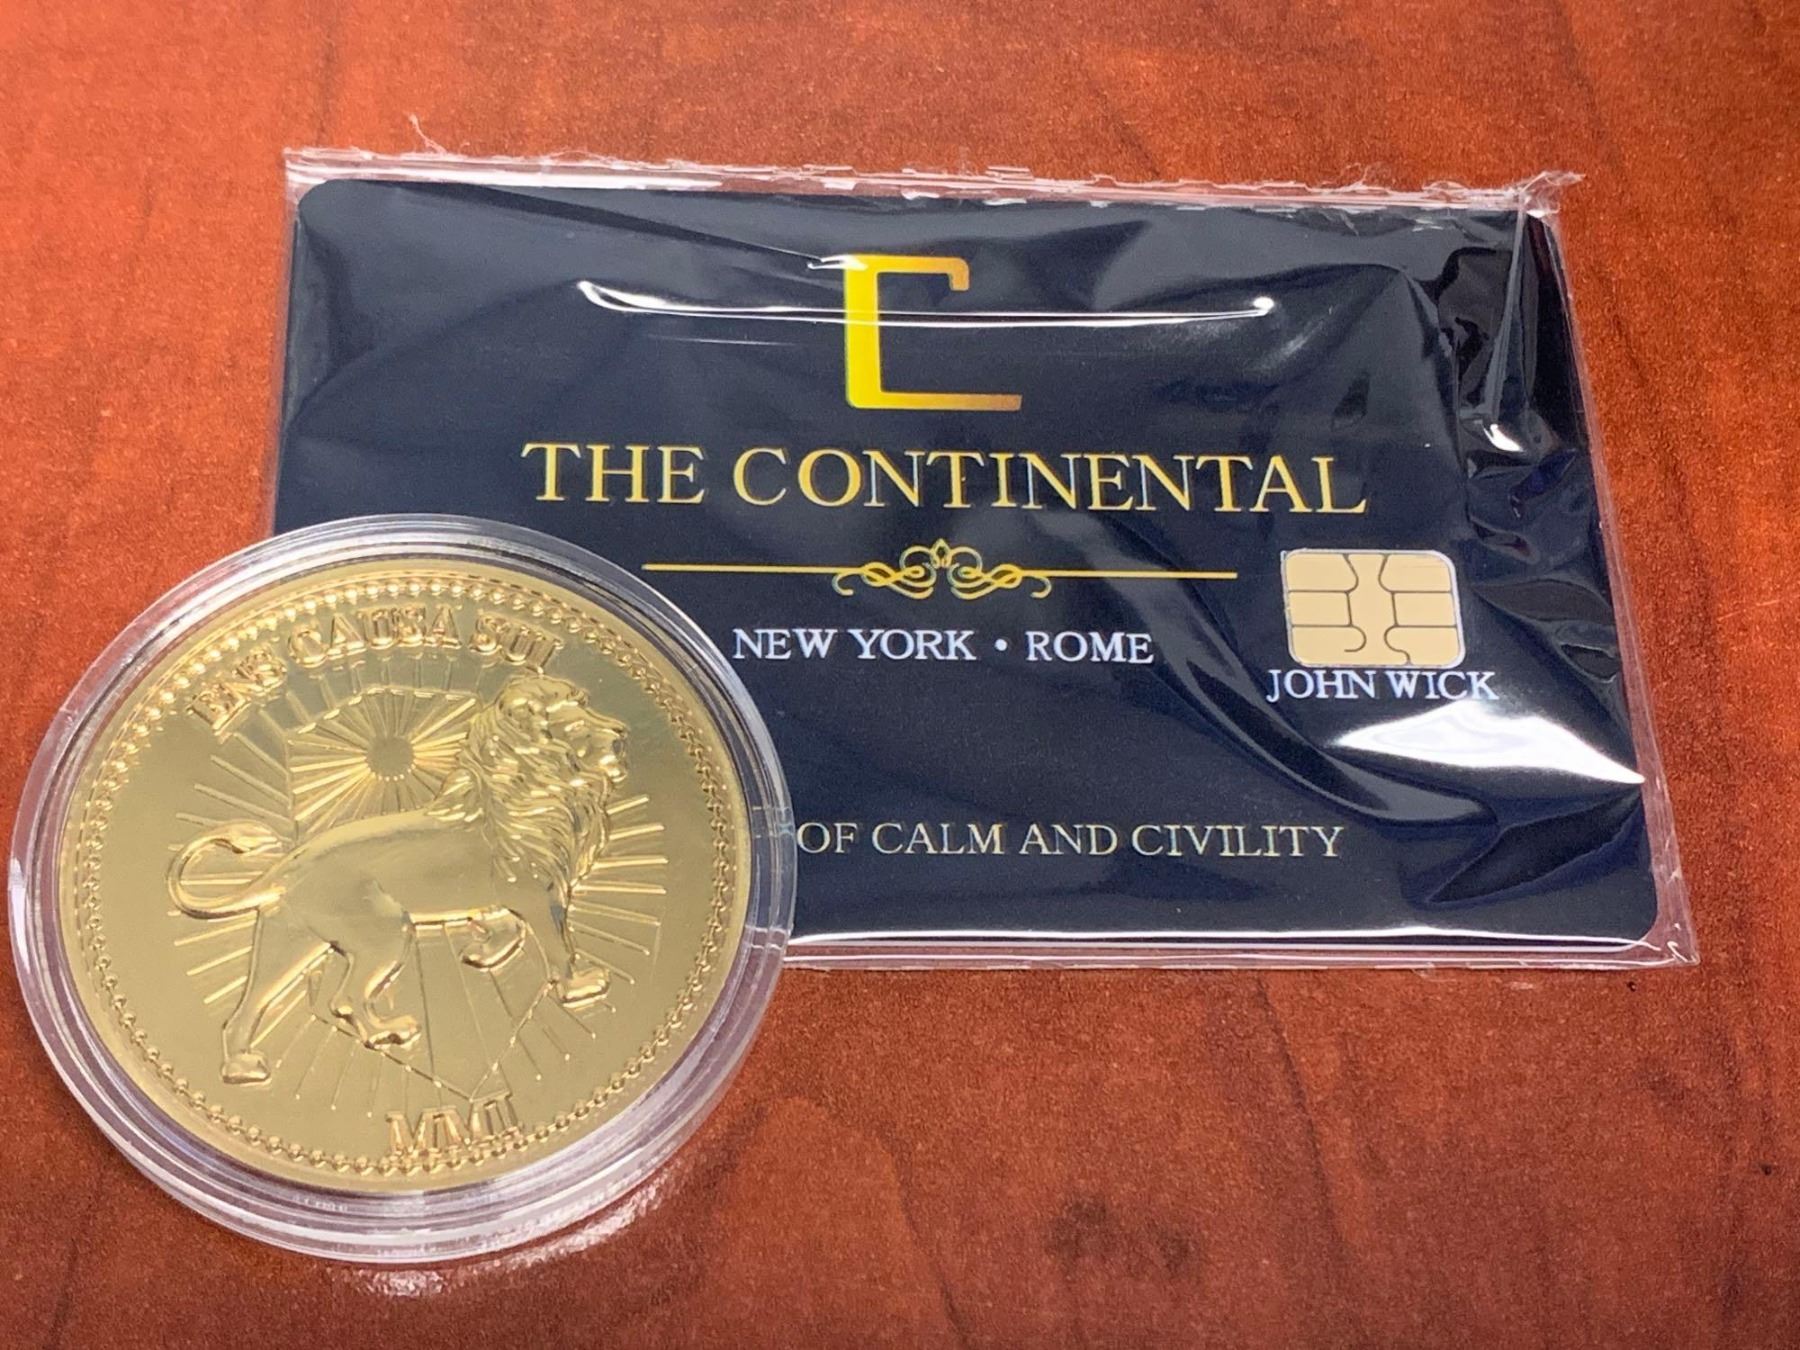 C
THE CONTINENTAL
NEW YORK • ROME
JOHN WICK
OF CALM AND CIVILITY
ENS CAUSA SUI
MMI